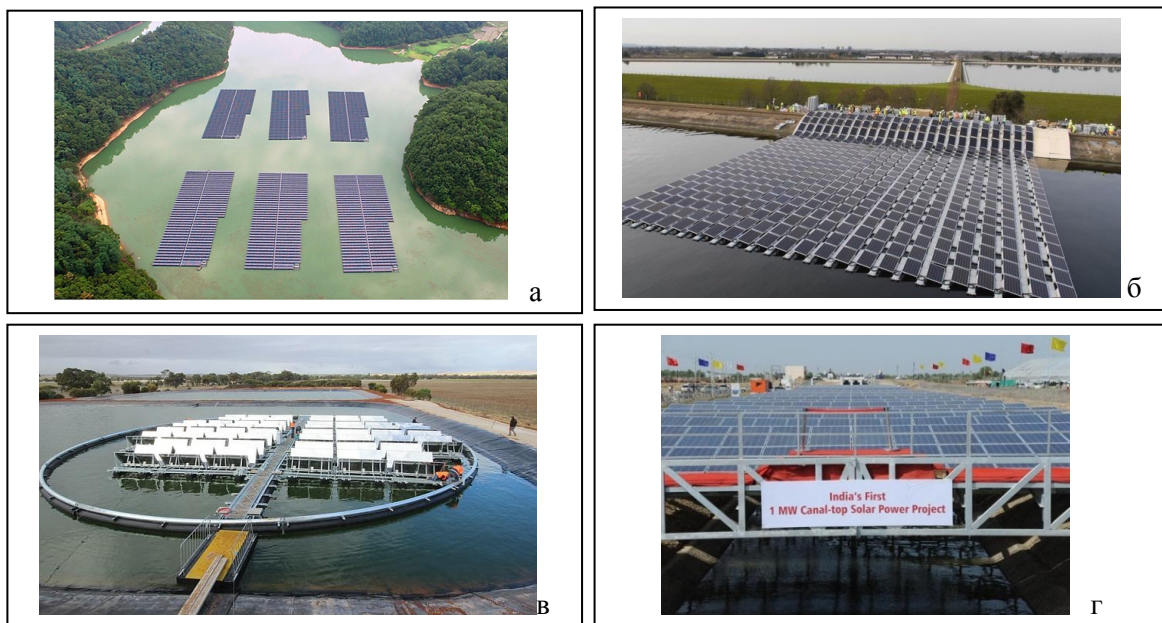 а
б
в
India's First
1 MW Canal-top Solar Power Project
г